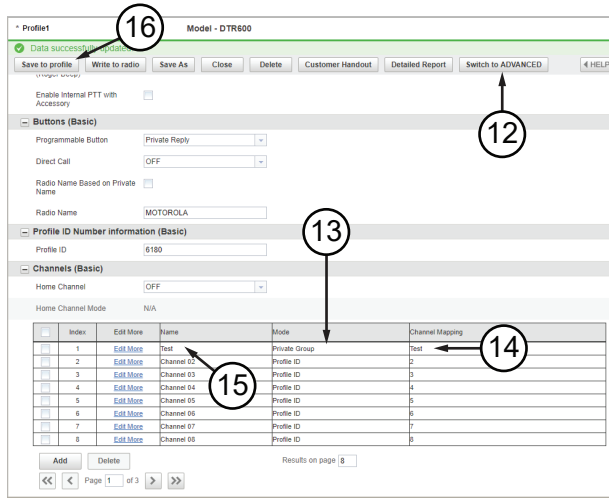 * Profile1 Model - DTR600
16
Data successfully updated
Save to profile Write to radio Save As Close Delete Customer Handout Detailed Report Switch to ADVANCED HELP
(Roger Beep)
Enable Internal PTT with
Accessory
12
Buttons (Basic)
Programmable Button Private Reply
Direct Call OFF
Radio Name Based on Private
Name
Radio Name MOTOROLA
13
Profile ID Number information (Basic)
Profile ID 6180
Channels (Basic)
Home Channel OFF
Home Channel Mode N/A
Index Edit More Name Mode Channel Mapping
1 Edit More Test Private Group Test
14
2 Edit More Channel 02 Profile ID 2
3 Edit More Channel 03 Profile ID 3
15
4 Edit More Channel 04 Profile ID 4
5 Edit More Channel 05 Profile ID 5
6 Edit More Channel 06 Profile ID 6
7 Edit More Channel 07 Profile ID 7
8 Edit More Channel 08 Profile ID 8
Add Delete Results on page 8
<< < Page 1 of 3 > >>